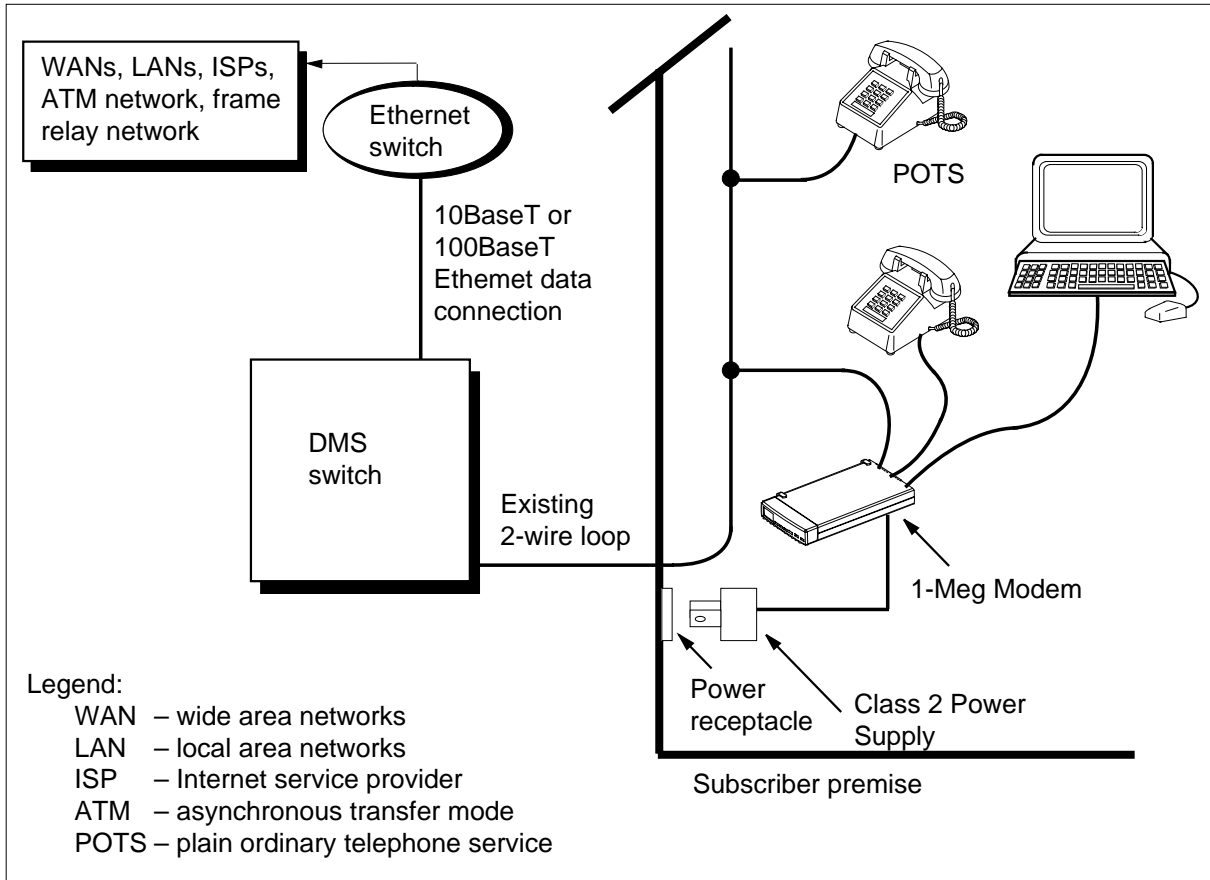 WANs, LANs, ISPs,
ATM network, frame
relay network
Ethernet
switch
10BaseT or
100BaseT
Ethemet data
connection
DMS
switch
Existing
2-wire loop
POTS
1-Meg Modem
Power
receptacle
Class 2 Power
Supply
Subscriber premise
Legend:
WAN – wide area networks
LAN – local area networks
ISP – Internet service provider
ATM – asynchronous transfer mode
POTS – plain ordinary telephone service